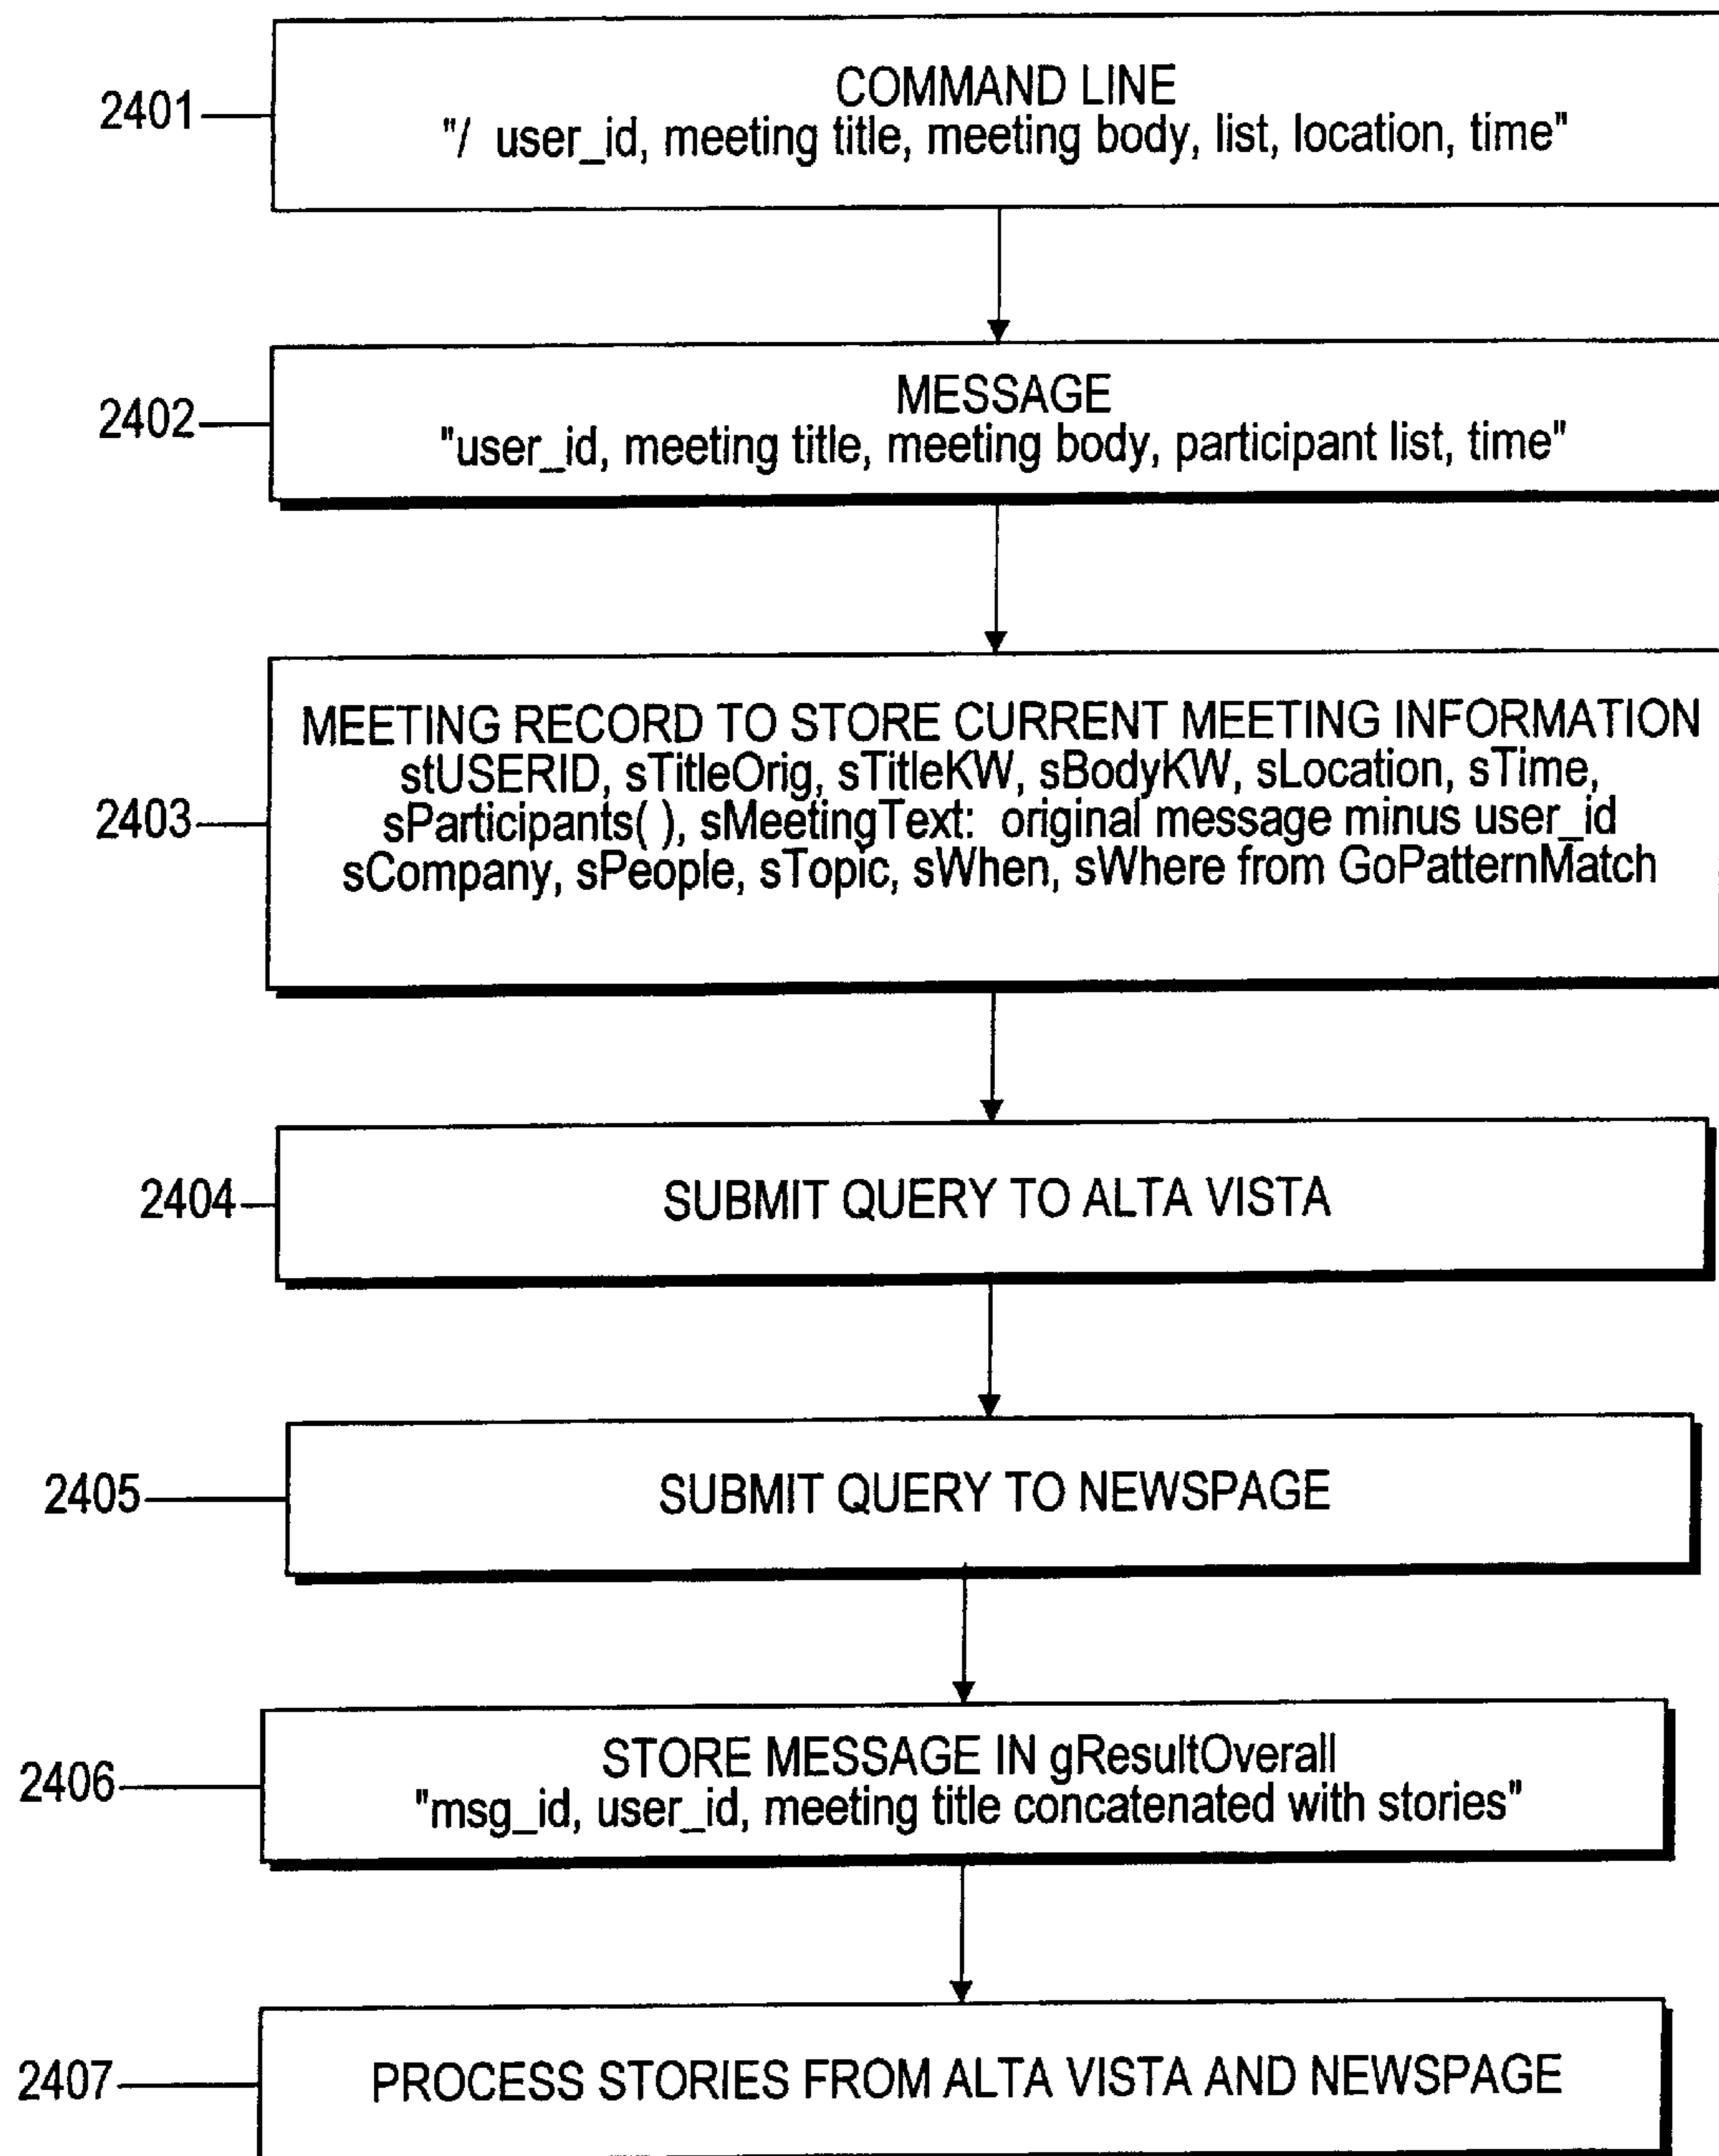 2401
COMMAND LINE
"/ user_id, meeting title, meeting body, list, location, time"
2402
MESSAGE
"user_id, meeting title, meeting body, participant list, time"
2403
MEETING RECORD TO STORE CURRENT MEETING INFORMATION
stUSERID, sTitleOrig, sTitleKW, sBodyKW, sLocation, sTime,
sParticipants( ), sMeetingText: original message minus user_id
sCompany, sPeople, sTopic, sWhen, sWhere from GoPatternMatch
2404
SUBMIT QUERY TO ALTA VISTA
2405
SUBMIT QUERY TO NEWSPAGE
2406
STORE MESSAGE IN gResultOverall
"msg_id, user_id, meeting title concatenated with stories"
2407
PROCESS STORIES FROM ALTA VISTA AND NEWSPAGE